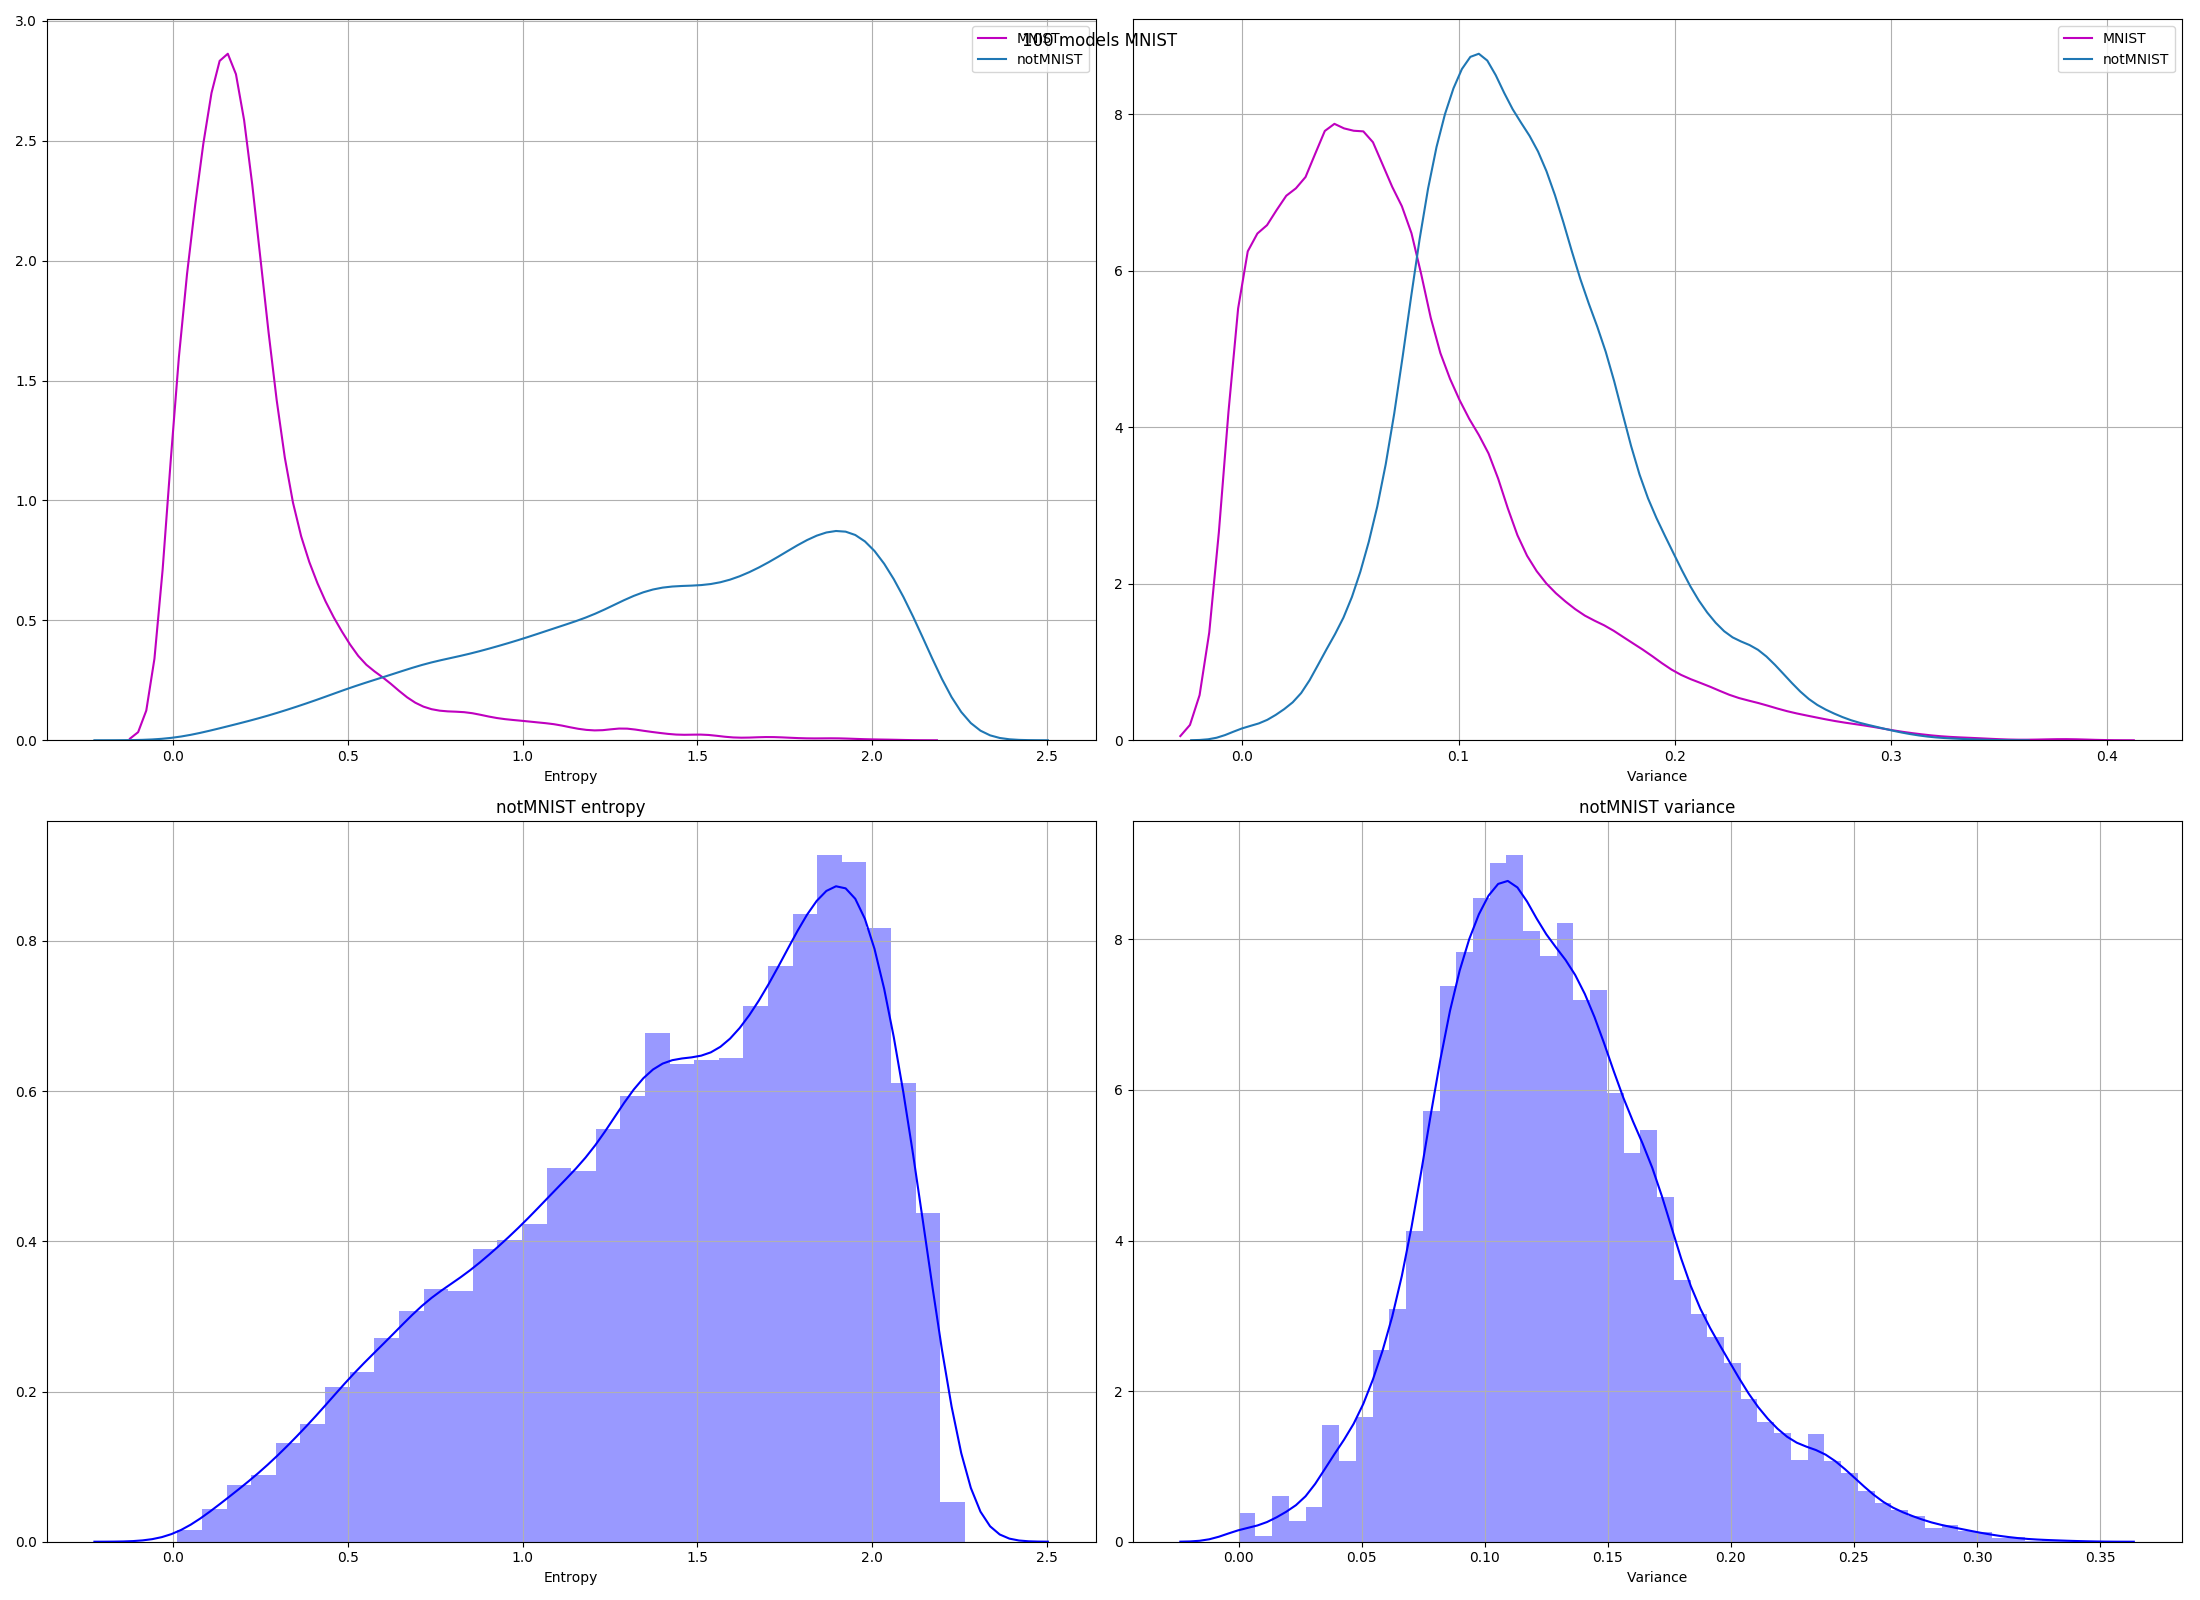 100 models MNIST
MNIST
notMNIST
3.0
2.5
2.0
1.5
1.0
0.5
0.0
0.0 0.5 1.0 1.5 2.0 2.5
Entropy
MNIST
notMNIST
8
6
4
2
0
0.0 0.1 0.2 0.3 0.4
Variance
notMNIST entropy
0.8
0.6
0.4
0.2
0.0
0.0 0.5 1.0 1.5 2.0 2.5
Entropy
notMNIST variance
8
6
4
2
0
0.00 0.05 0.10 0.15 0.20 0.25 0.30 0.35
Variance